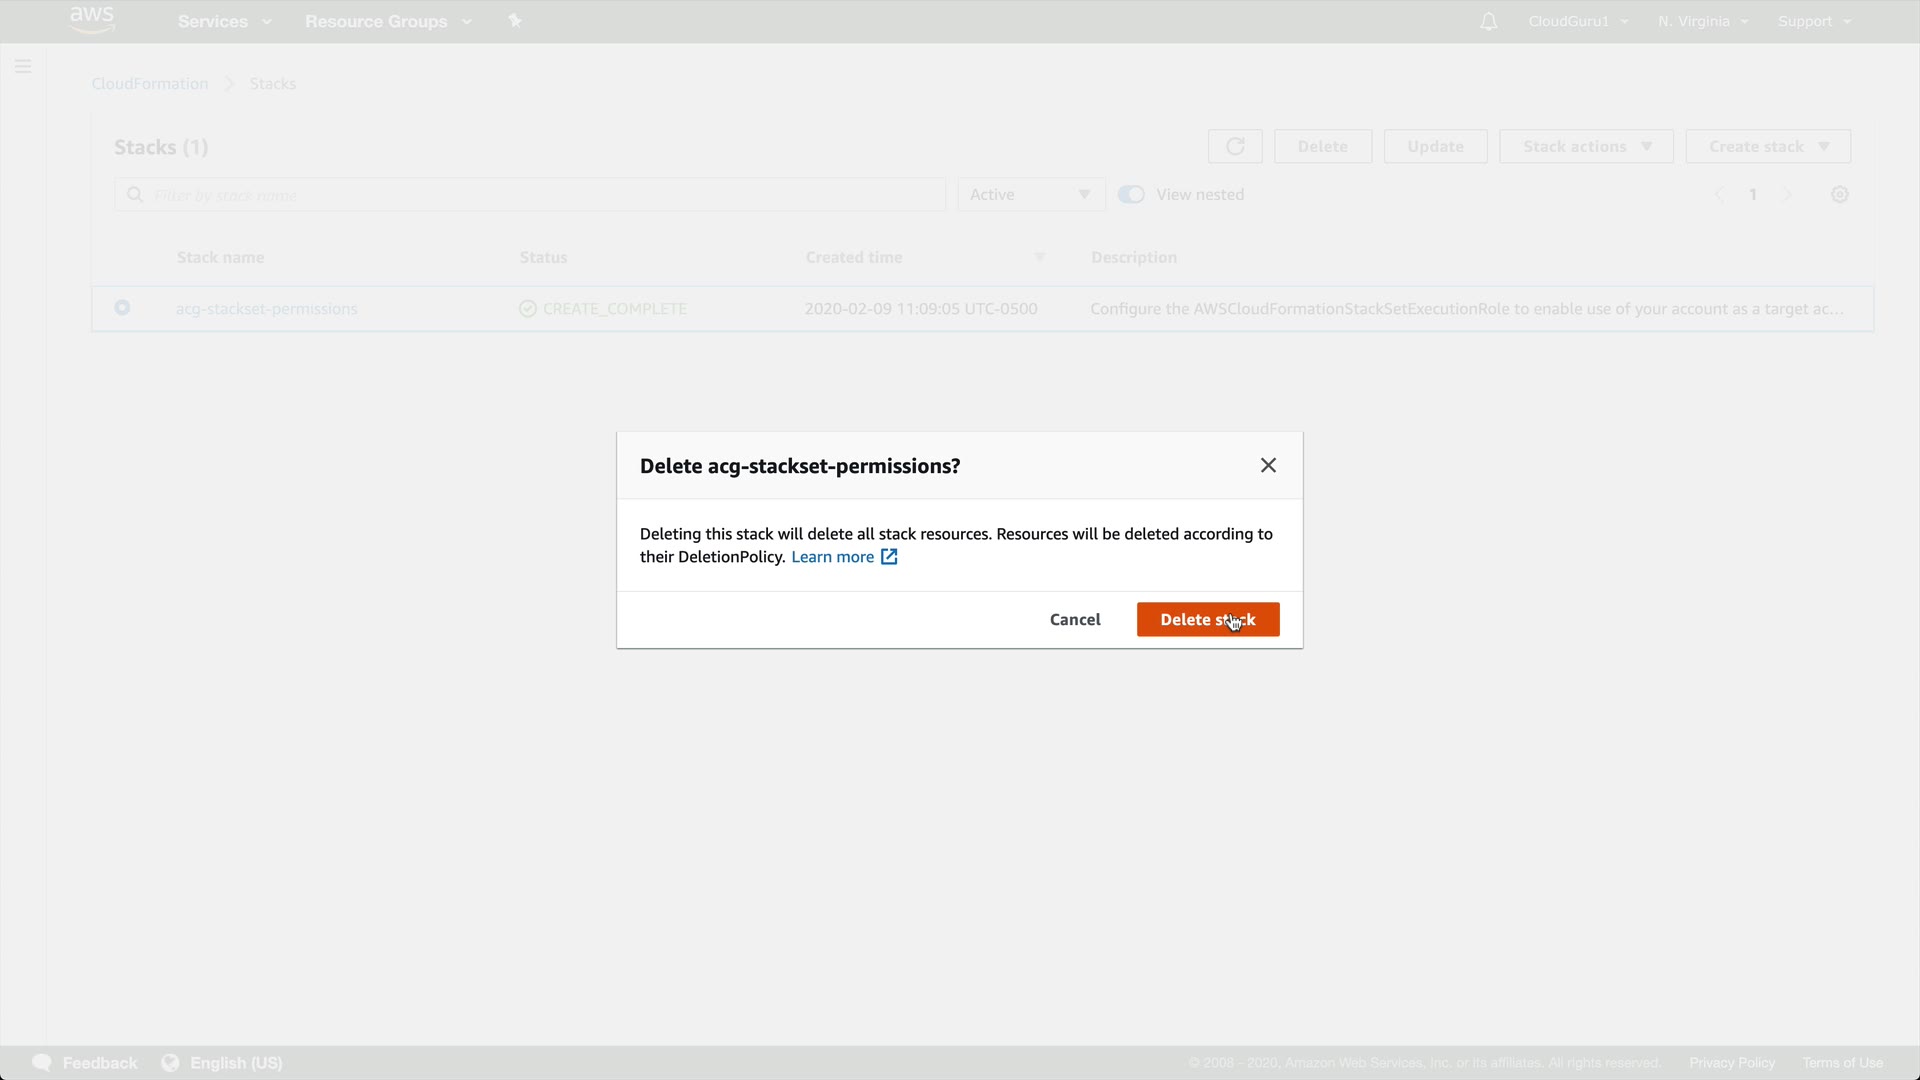 aws Services Resource Groups CloudGuru1 N. Virginia Support
CloudFormation Stacks
Stacks (1) Delete Update Stack actions Create stack
Filter by stack name Active View nested 1
Stack name Status Created time Description
acg-stackset-permissions CREATE_COMPLETE 2020-02-09 11:09:05 UTC-0500 Configure the AWSCloudFormationStackSetExecutionRole to enable use of your account as a target ac...
Delete acg-stackset-permissions?
Deleting this stack will delete all stack resources. Resources will be deleted according to
their DeletionPolicy. Learn more
Cancel Delete stack
Feedback English (US) © 2008 - 2020, Amazon Web Services, Inc. or its affiliates. All rights reserved. Privacy Policy Terms of Use